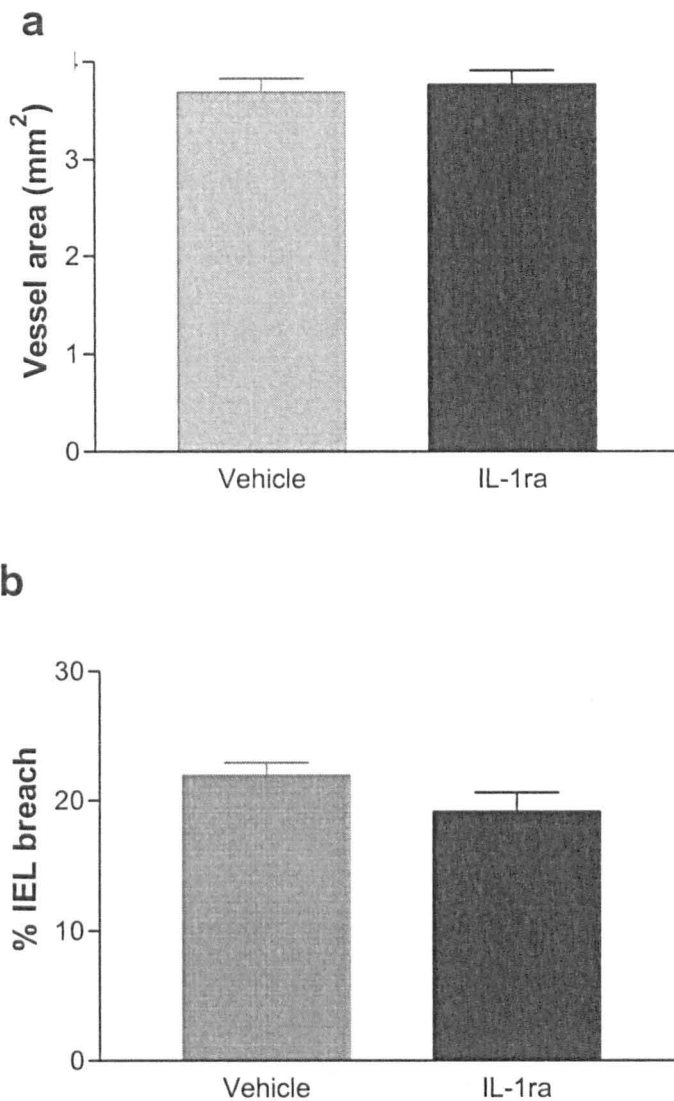 a
Vessel area (mm²)
3
2
1
0
Vehicle
IL-1ra
b
% IEL breach
30
20
10
0
Vehicle
IL-1ra